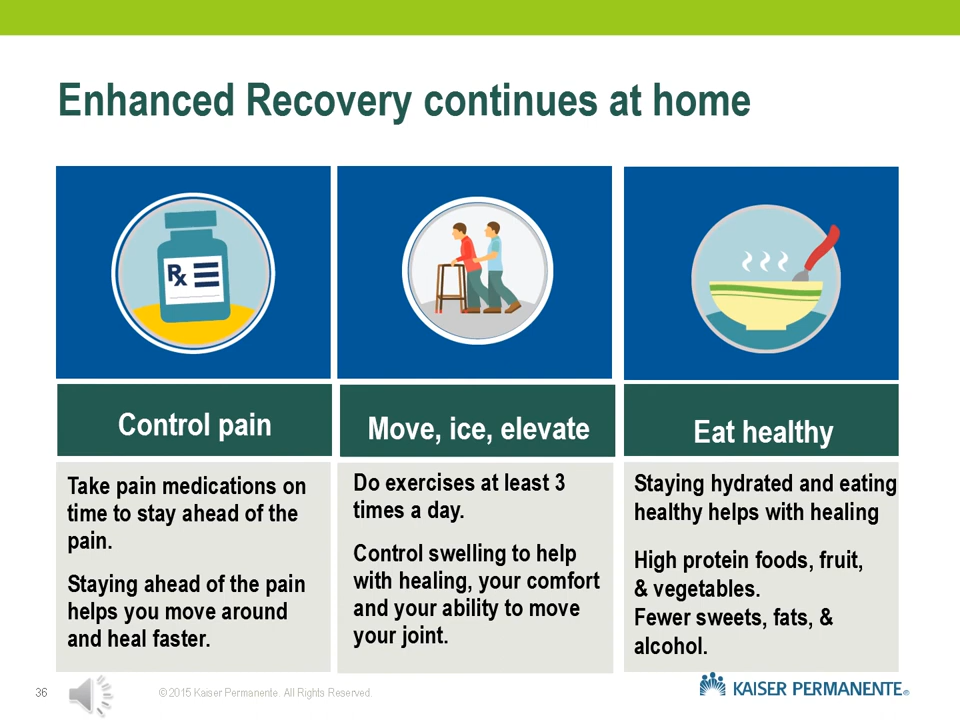 Enhanced Recovery continues at home
Rx
Control pain
Take pain medications on
time to stay ahead of the
pain.
Staying ahead of the pain
helps you move around
and heal faster.
Move, ice, elevate
Do exercises at least 3
times a day.
Control swelling to help
with healing, your comfort
and your ability to move
your joint.
Eat healthy
Staying hydrated and eating
healthy helps with healing
High protein foods, fruit,
& vegetables.
Fewer sweets, fats, &
alcohol.
36
© 2015 Kaiser Permanente. All Rights Reserved.
KAISER PERMANENTE®